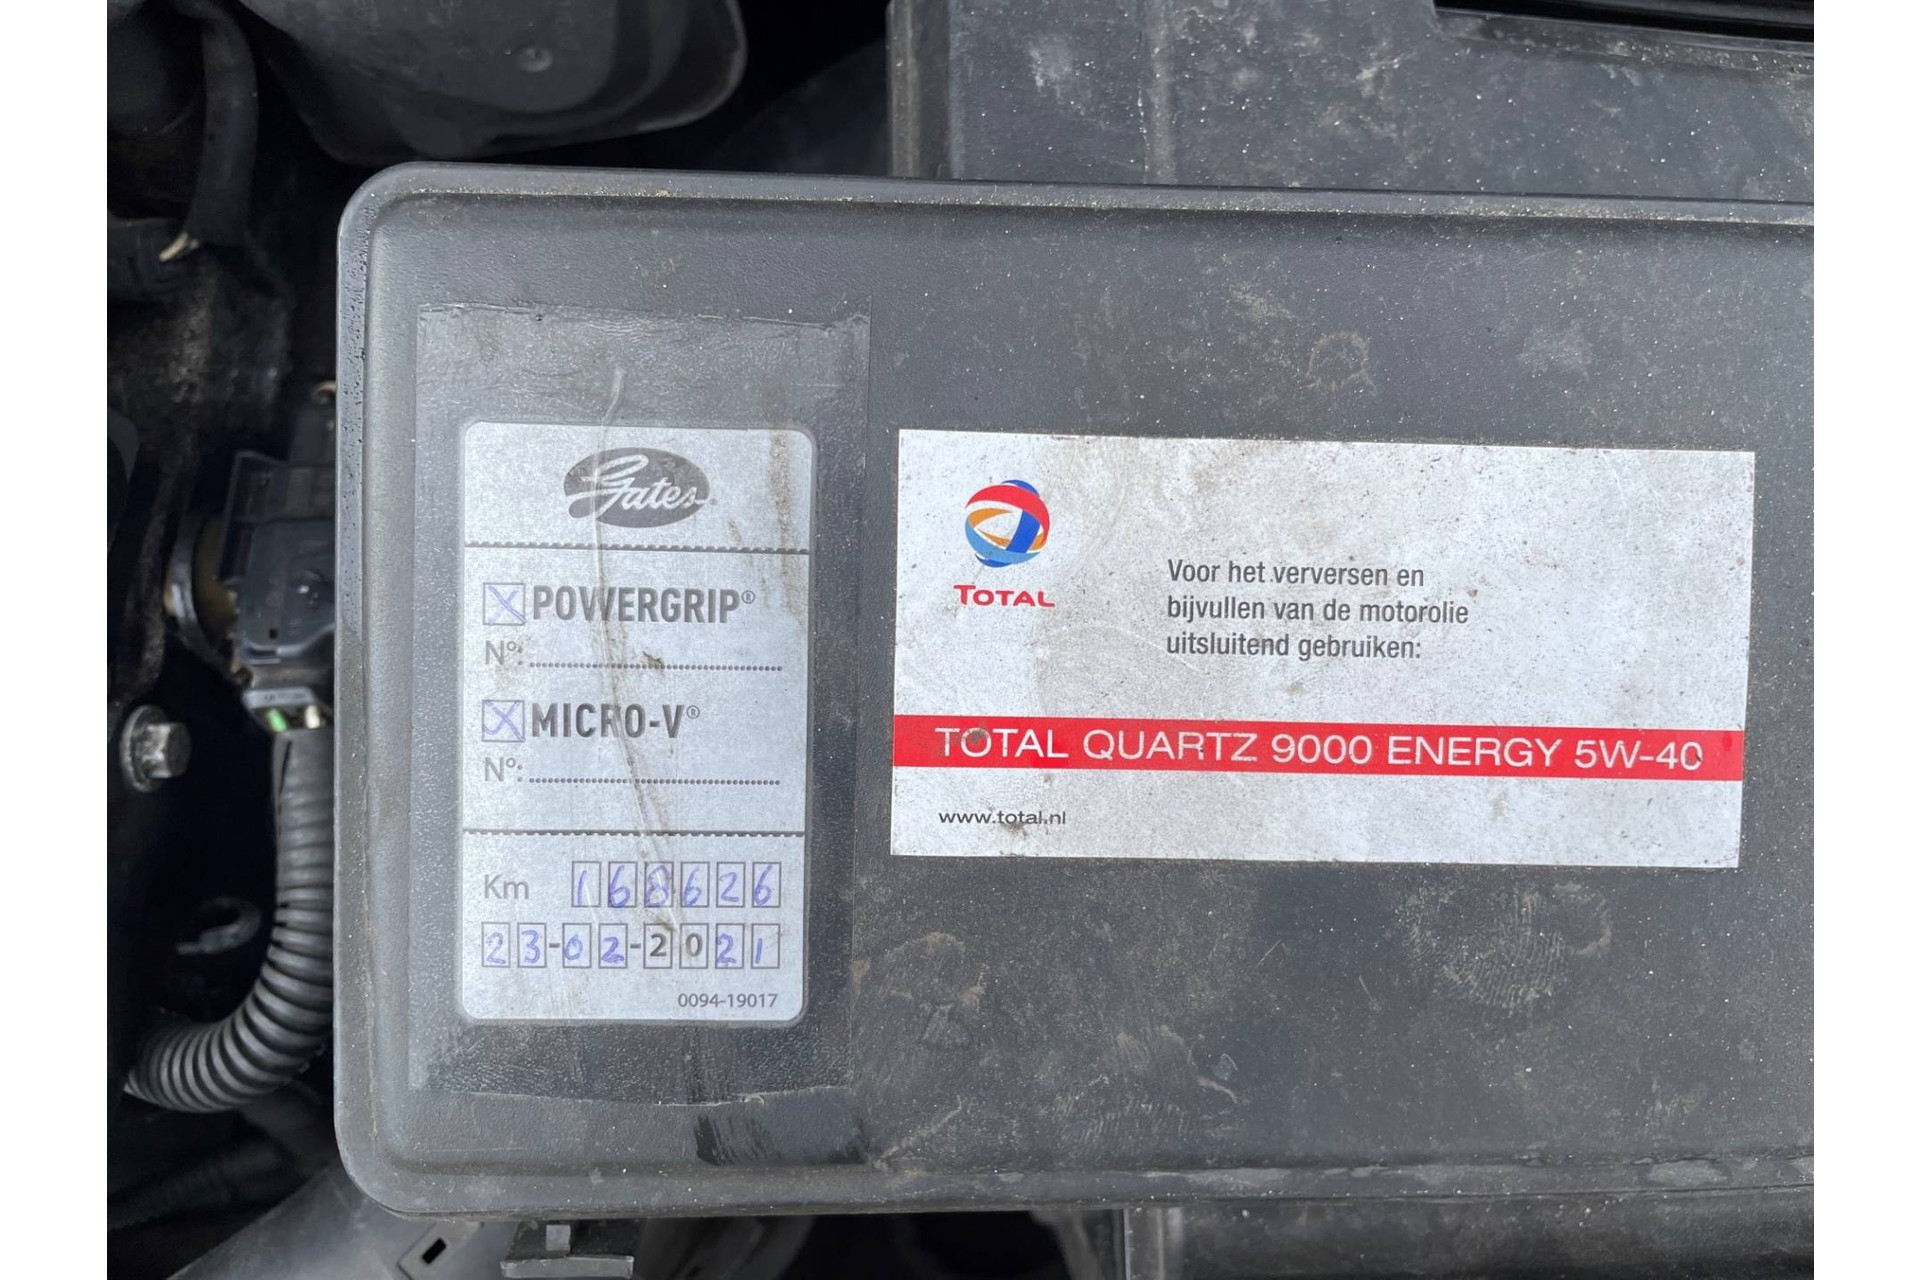 Gates®
POWERGRIP®
N°:
MICRO-V®
N°:
Km 168626
23-02-2021
0094-19017
TOTAL
Voor het verversen en
bijvullen van de motorolie
uitsluitend gebruiken:
TOTAL QUARTZ 9000 ENERGY 5W-40
www.total.nl